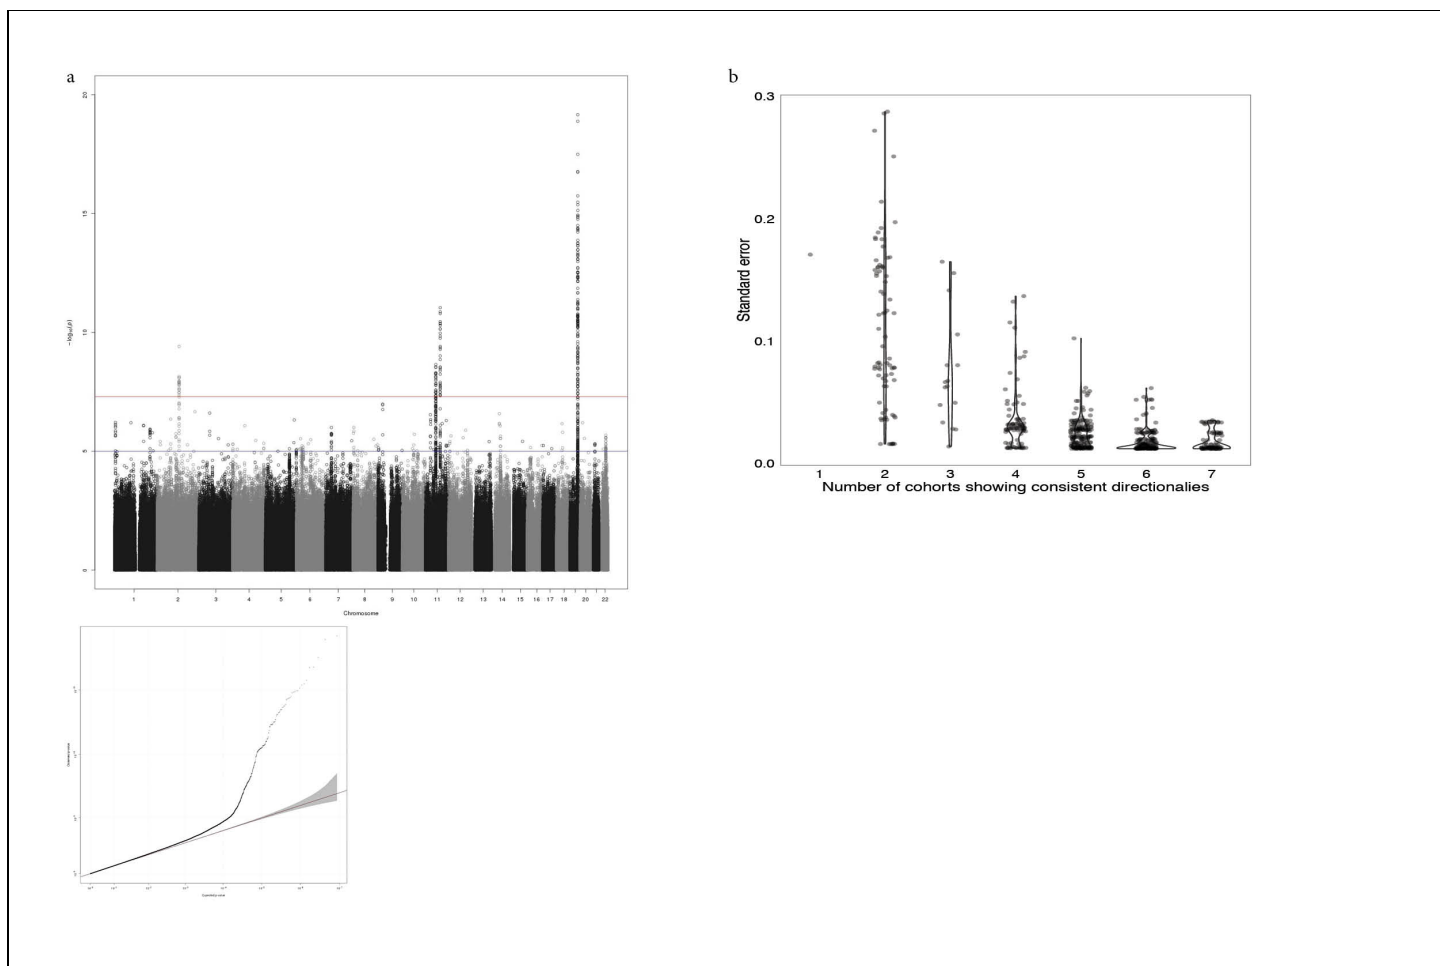 a
20
15
10
5
0
-log₁₀(p)
1 2 3 4 5 6 7 8 9 10 11 12 13 14 15 16 17 18 20 22
Chromosome
b
0.3
0.2
0.1
0.0
Standard error
1 2 3 4 5 6 7
Number of cohorts showing consistent directionalies